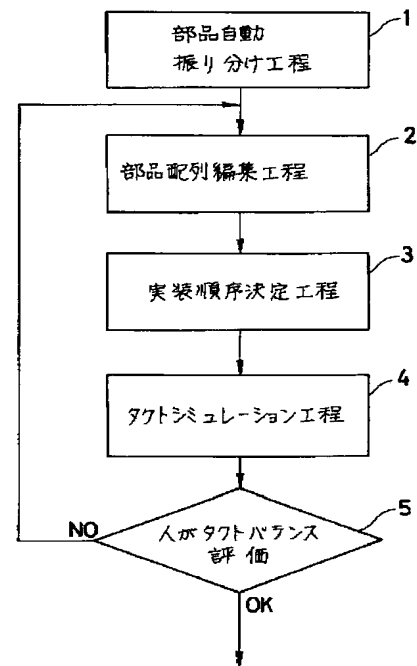 部品自動
振り分け工程
1
部品配列編集工程
2
実装順序決定工程
3
タクトシミュレーション工程
4
人がタクトバランス
評価
5
NO
OK